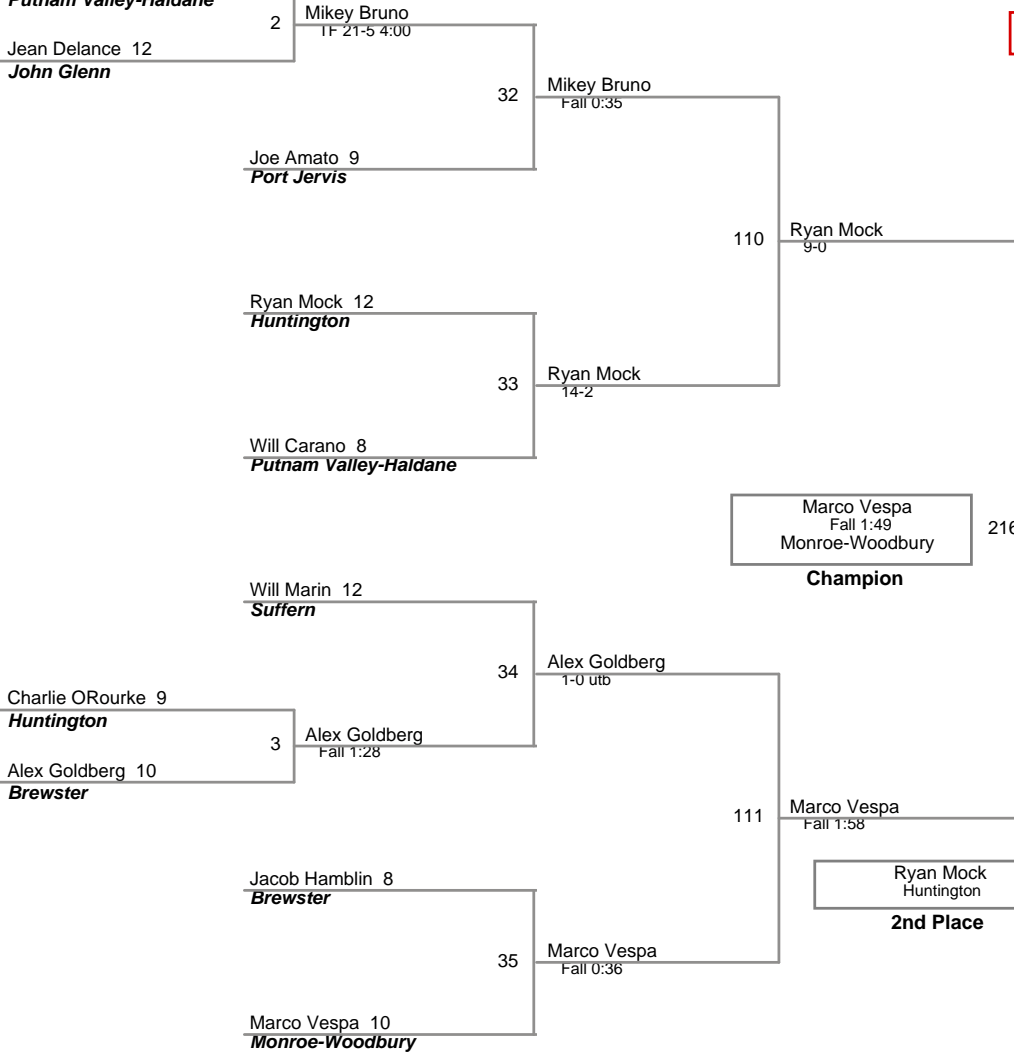 Putnam Valley-Haldane
2
Mikey Bruno
TF 21-5 4:00
Jean Delance 12
John Glenn
32
Mikey Bruno
Fall 0:35
Joe Amato 9
Port Jervis
110
Ryan Mock
9-0
Ryan Mock 12
Huntington
33
Ryan Mock
14-2
Will Carano 8
Putnam Valley-Haldane
Marco Vespa
Fall 1:49
Monroe-Woodbury
216
Champion
Will Marin 12
Suffern
34
Alex Goldberg
1-0 utb
Charlie ORourke 9
Huntington
3
Alex Goldberg
Fall 1:28
Alex Goldberg 10
Brewster
111
Marco Vespa
Fall 1:58
Jacob Hamblin 8
Brewster
Ryan Mock
Huntington
2nd Place
35
Marco Vespa
Fall 0:36
Marco Vespa 10
Monroe-Woodbury